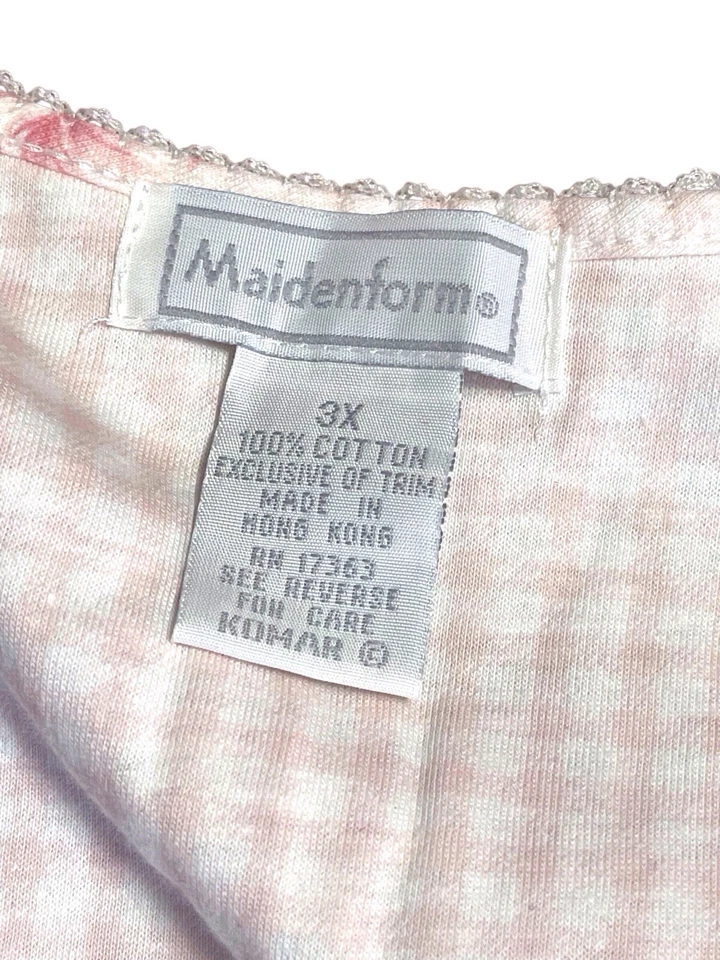 Maidenform®
3X
100% COTTON
EXCLUSIVE OF TRIM
MADE IN
HONG KONG
RN 17363
SEE REVERSE
FOR CARE
KOMAR ©